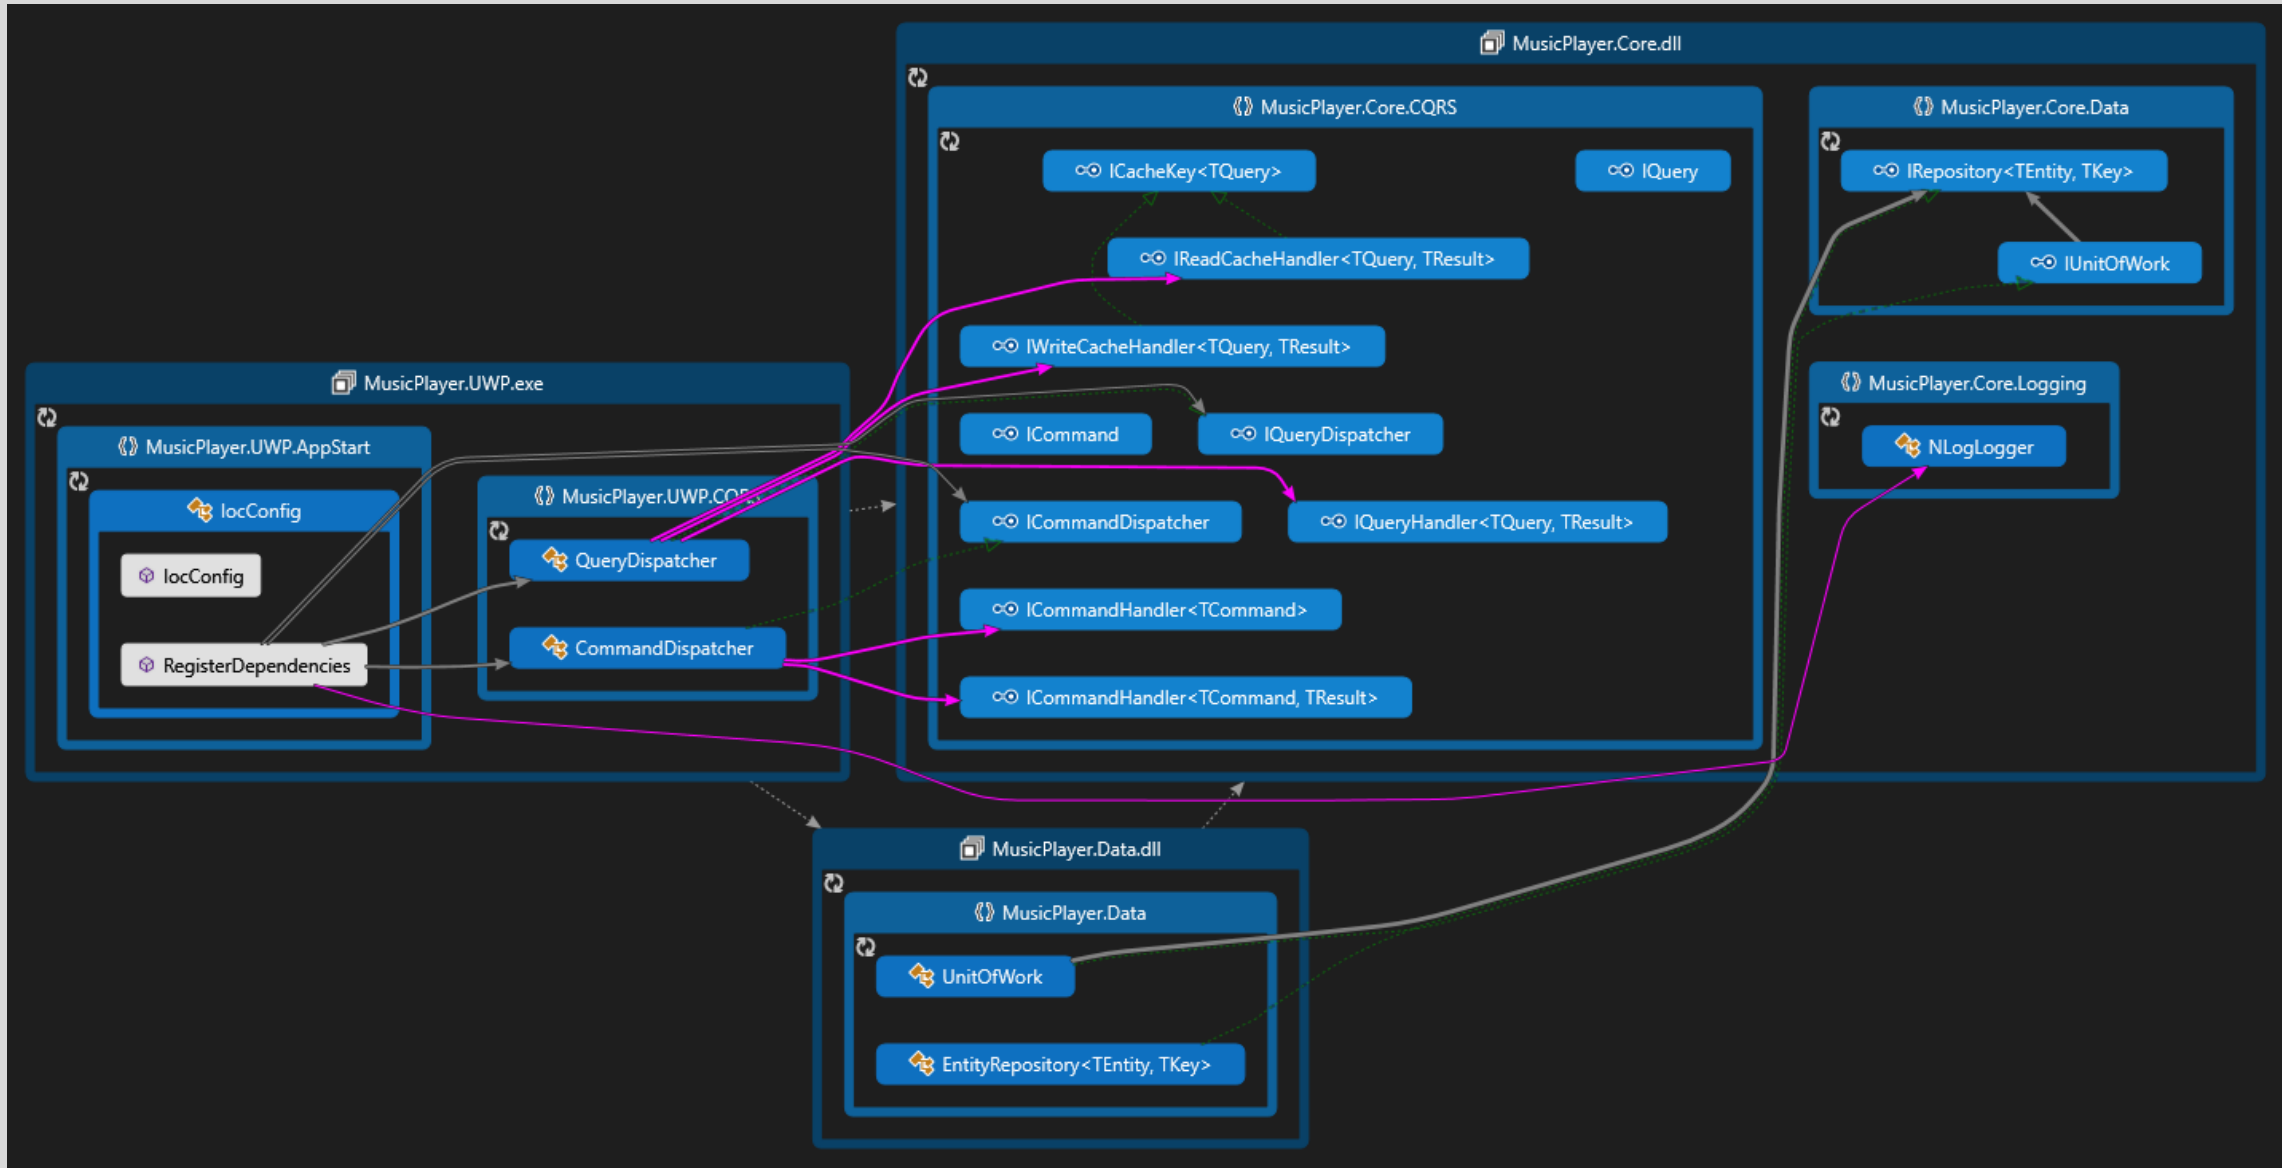 MusicPlayer.Core.dll
MusicPlayer.Core.CQRS
MusicPlayer.Core.Data
ICacheKey<TQuery>
IQuery
IRepository<TEntity, TKey>
IReadCacheHandler<TQuery, TResult>
IUnitOfWork
IWriteCacheHandler<TQuery, TResult>
MusicPlayer.UWP.exe
MusicPlayer.Core.Logging
ICommand
IQueryDispatcher
MusicPlayer.UWP.AppStart
NLogLogger
MusicPlayer.UWP.CQRS
IocConfig
ICommandDispatcher
IQueryHandler<TQuery, TResult>
QueryDispatcher
IocConfig
ICommandHandler<TCommand>
CommandDispatcher
RegisterDependencies
ICommandHandler<TCommand, TResult>
MusicPlayer.Data.dll
MusicPlayer.Data
UnitOfWork
EntityRepository<TEntity, TKey>